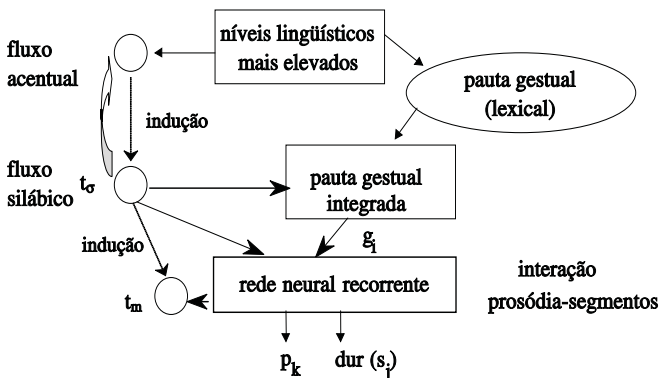 níveis lingüísticos
mais elevados
fluxo
acentual
pauta gestual
(lexical)
indução
fluxo
silábico
tσ
pauta gestual
integrada
indução
gi
rede neural recorrente
interação
prosódia-segmentos
tm
pk
dur (sj)